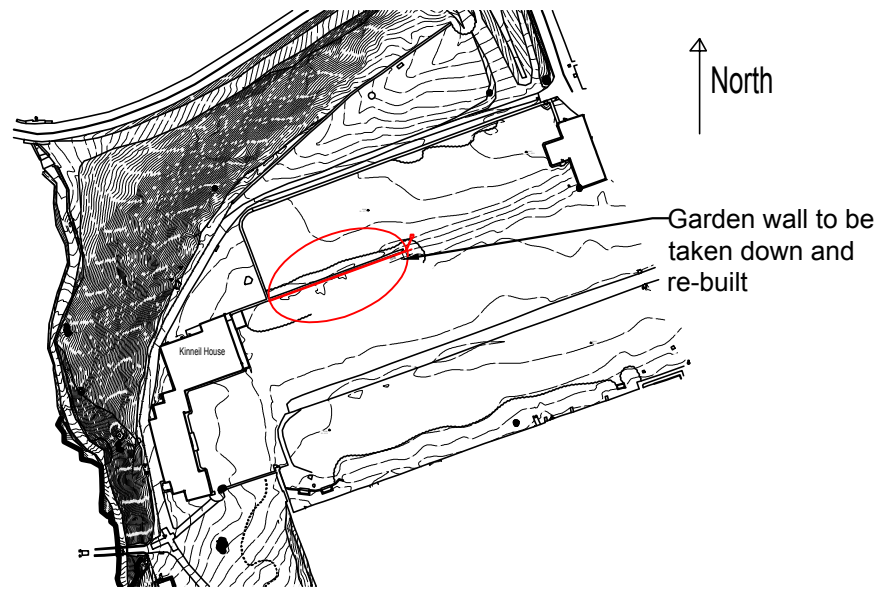 North
Garden wall to be
taken down and
re-built
Kinneil House